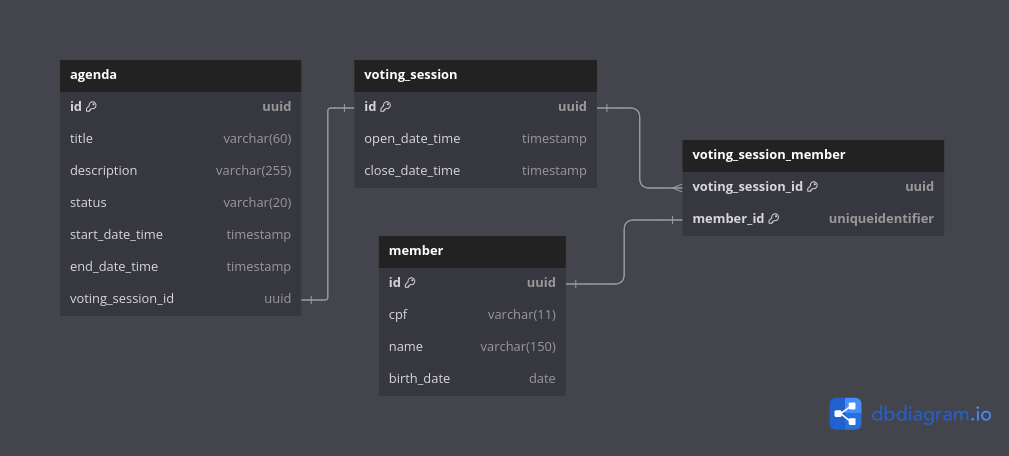 agenda
id uuid
title varchar(60)
description varchar(255)
status varchar(20)
start_date_time timestamp
end_date_time timestamp
voting_session_id uuid
voting_session
id uuid
open_date_time timestamp
close_date_time timestamp
member
id uuid
cpf varchar(11)
name varchar(150)
birth_date date
voting_session_member
voting_session_id uuid
member_id uniqueidentifier
dbdiagram.io